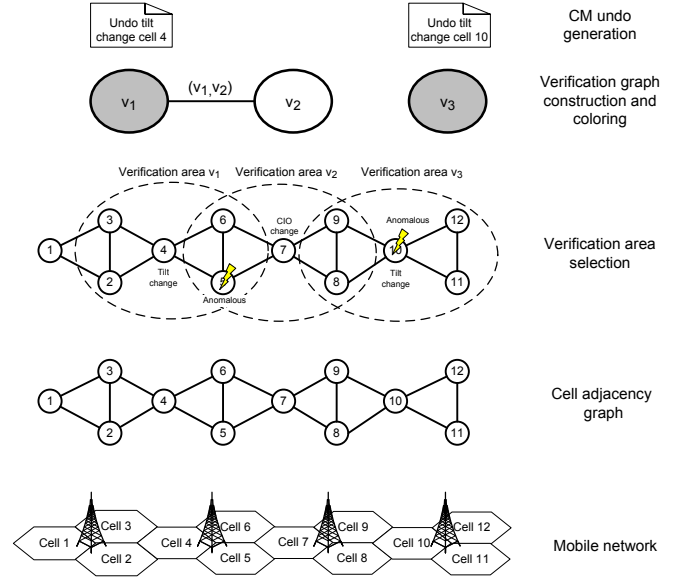 Undo tilt
change cell 4
Undo tilt
change cell 10
CM undo
generation
v1
(v1,v2)
v2
v3
Verification graph
construction and
coloring
Verification area v1
Verification area v2
Verification area v3
1
3
2
4
Tilt
change
6
Anomalous
CIO
change
7
9
8
Anomalous
10
Tilt
change
12
11
Verification area
selection
1
3
2
4
6
5
7
9
8
10
12
11
Cell adjacency
graph
Cell 1
Cell 3
Cell 2
Cell 4
Cell 6
Cell 5
Cell 7
Cell 9
Cell 8
Cell 10
Cell 12
Cell 11
Mobile network